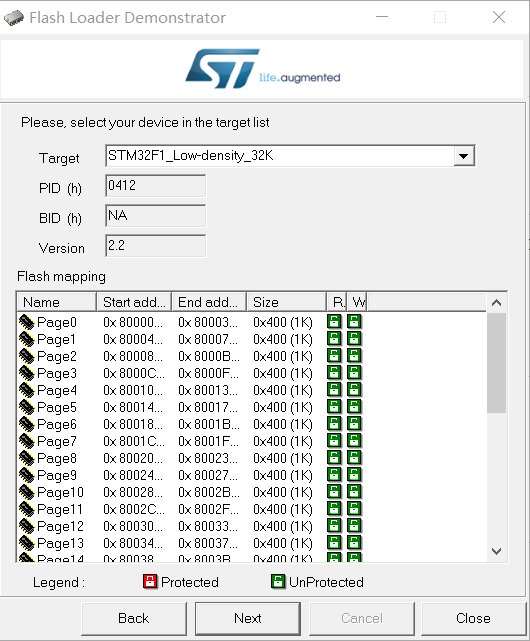 Flash Loader Demonstrator
ST life.augmented
Please, select your device in the target list
Target STM32F1_Low-density_32K
PID (h) 0412
BID (h) NA
Version 2.2
Flash mapping
Name Start add... End add... Size R. W
Page0 0x 80000... 0x 80003... 0x400 (1K)
Page1 0x 80004... 0x 80007... 0x400 (1K)
Page2 0x 80008... 0x 8000B... 0x400 (1K)
Page3 0x 8000C... 0x 8000F... 0x400 (1K)
Page4 0x 80010... 0x 80013... 0x400 (1K)
Page5 0x 80014... 0x 80017... 0x400 (1K)
Page6 0x 80018... 0x 8001B... 0x400 (1K)
Page7 0x 8001C... 0x 8001F... 0x400 (1K)
Page8 0x 80020... 0x 80023... 0x400 (1K)
Page9 0x 80024... 0x 80027... 0x400 (1K)
Page10 0x 80028... 0x 8002B... 0x400 (1K)
Page11 0x 8002C... 0x 8002F... 0x400 (1K)
Page12 0x 80030... 0x 80033... 0x400 (1K)
Page13 0x 80034... 0x 80037... 0x400 (1K)
Page14 0x 80038... 0x 8003B... 0x400 (1K)
Legend : Protected UnProtected
Back Next Cancel Close